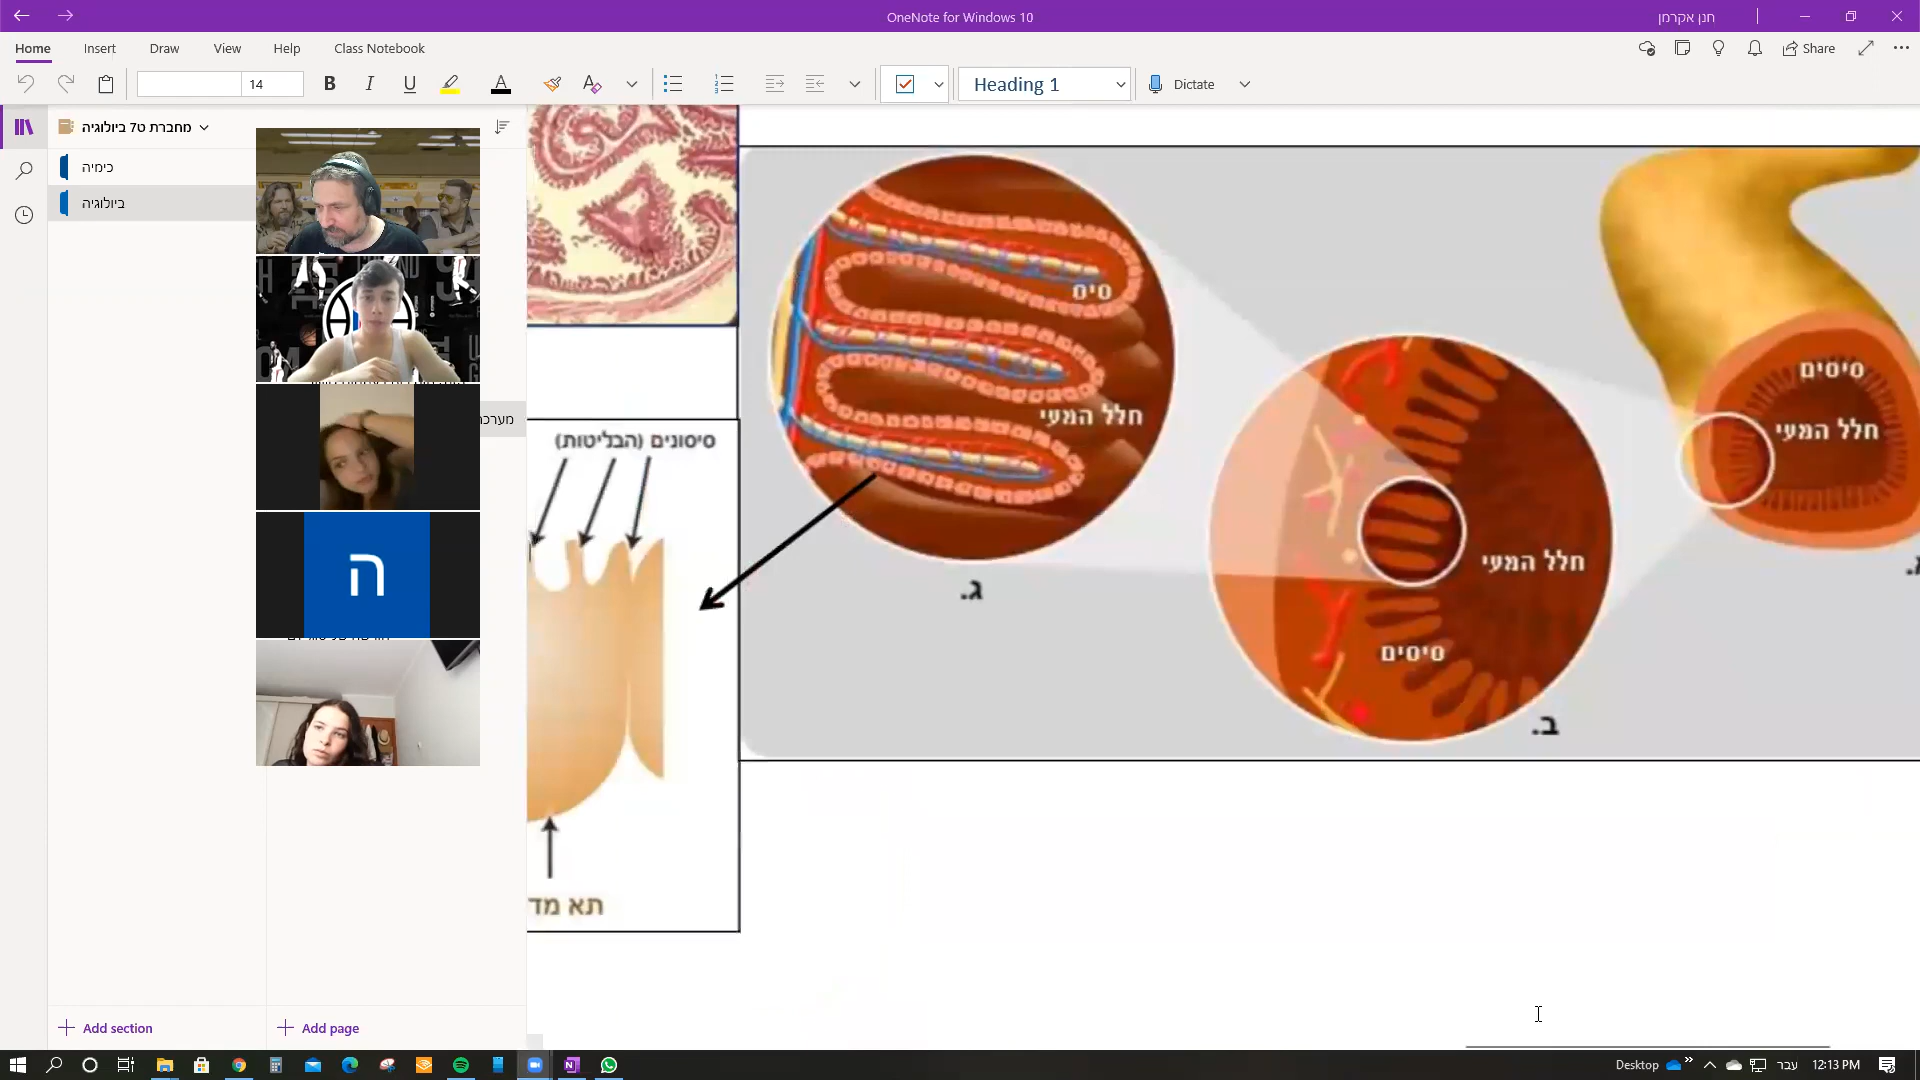 OneNote for Windows 10
חנן אקרמן
Home
Insert
Draw
View
Help
Class Notebook
Share
14
B
I
U
A
Heading 1
Dictate
מחברת ט7 ביולוגיה
כימיה
ביולוגיה
ה
סיסונים (הבליטות)
תא מד
סיס
חלל המעי
ג.
חלל המעי
סיסים
ב.
סיסים
חלל המעי
Add section
Add page
Desktop
עבר
12:13 PM